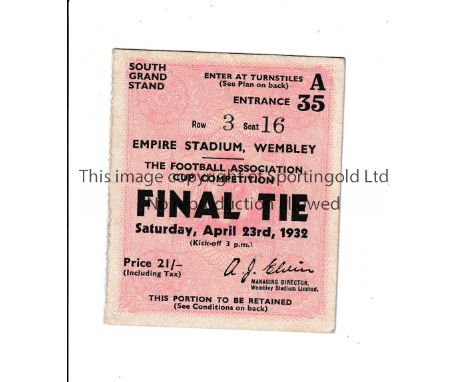 SOUTH GRAND STAND
ENTER AT TURNSTILES
(See Plan on back)
A
ENTRANCE 35
Row 3 Seat 16
EMPIRE STADIUM, WEMBLEY
THE FOOTBALL ASSOCIATION
CUP COMPETITION
This image is copyright Sportingold Ltd
FINAL TIE
No reproduction allowed
Saturday, April 23rd, 1932
(Kick-off 3 p.m.)
Price 21/-
(Including Tax)
A. J. Elvin
MANAGING DIRECTOR,
Wembley Stadium Limited.
THIS PORTION TO BE RETAINED
(See Conditions on back)